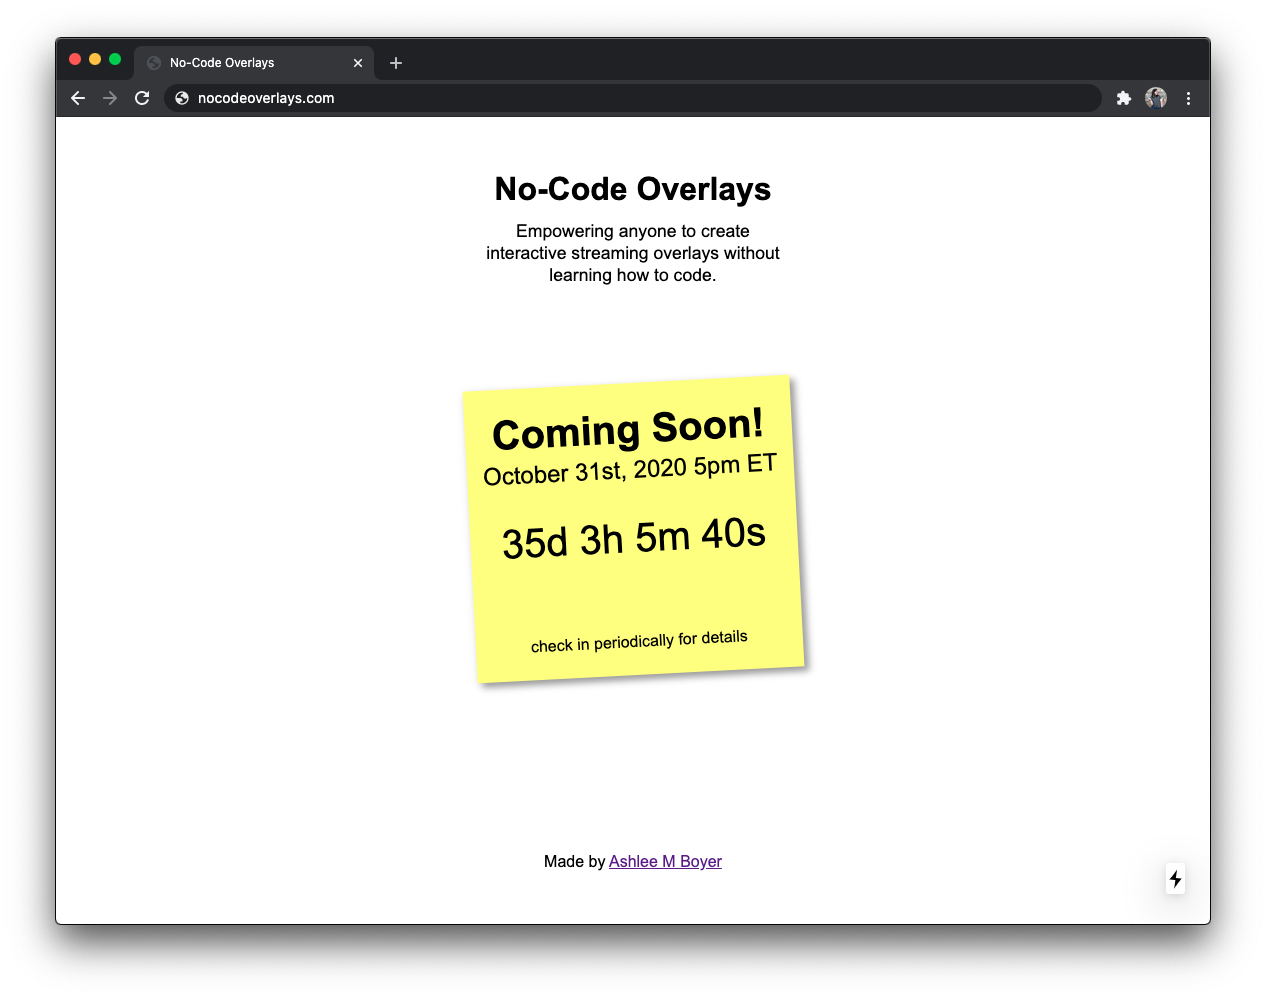 No-Code Overlays
nocodeoverlays.com
No-Code Overlays
Empowering anyone to create
interactive streaming overlays without
learning how to code.
Coming Soon!
October 31st, 2020 5pm ET
35d 3h 5m 40s
check in periodically for details
Made by Ashlee M Boyer